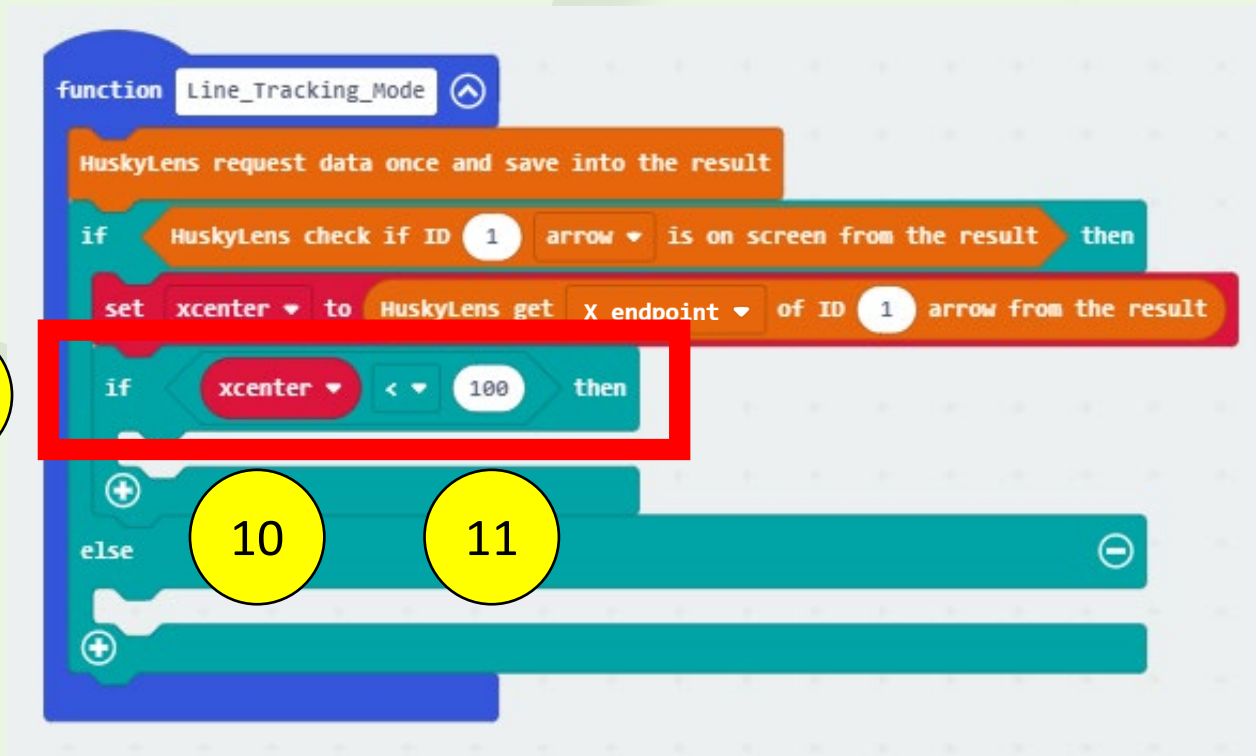 function Line_Tracking_Mode
HuskyLens request data once and save into the result
if HuskyLens check if ID 1 arrow is on screen from the result then
set xcenter to HuskyLens get X endpoint of ID 1 arrow from the result
if xcenter < 100 then
10 11
else